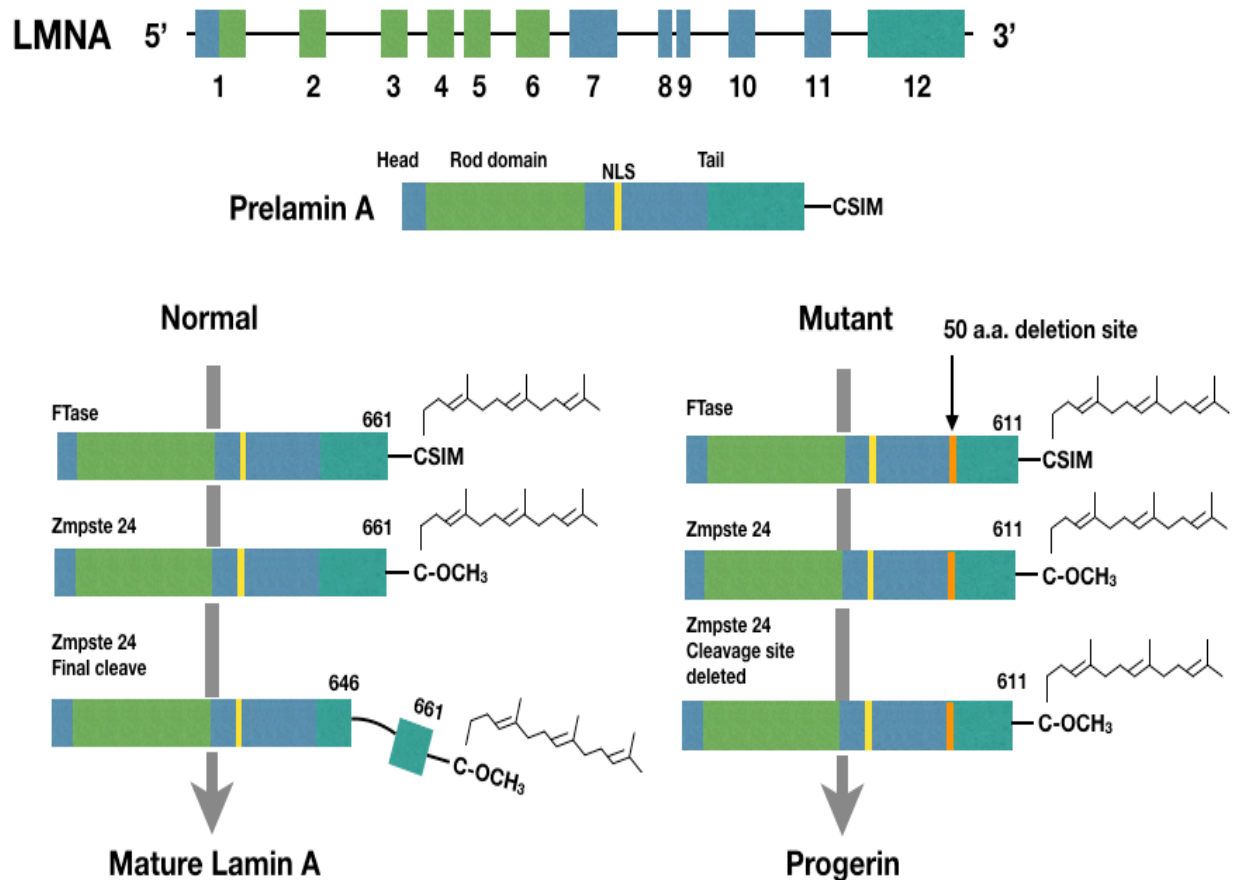 LMNA 5' 3'
1 2 3 4 5 6 7 8 9 10 11 12
Head Rod domain NLS Tail
Prelamin A CSIM
Normal
FTase 661
CSIM
Zmpste 24 661
C-OCH₃
Zmpste 24
Final cleave 646
661
C-OCH₃
Mature Lamin A
Mutant
50 a.a. deletion site
FTase 611
CSIM
Zmpste 24 611
C-OCH₃
Zmpste 24
Cleavage site
deleted 611
C-OCH₃
Progerin